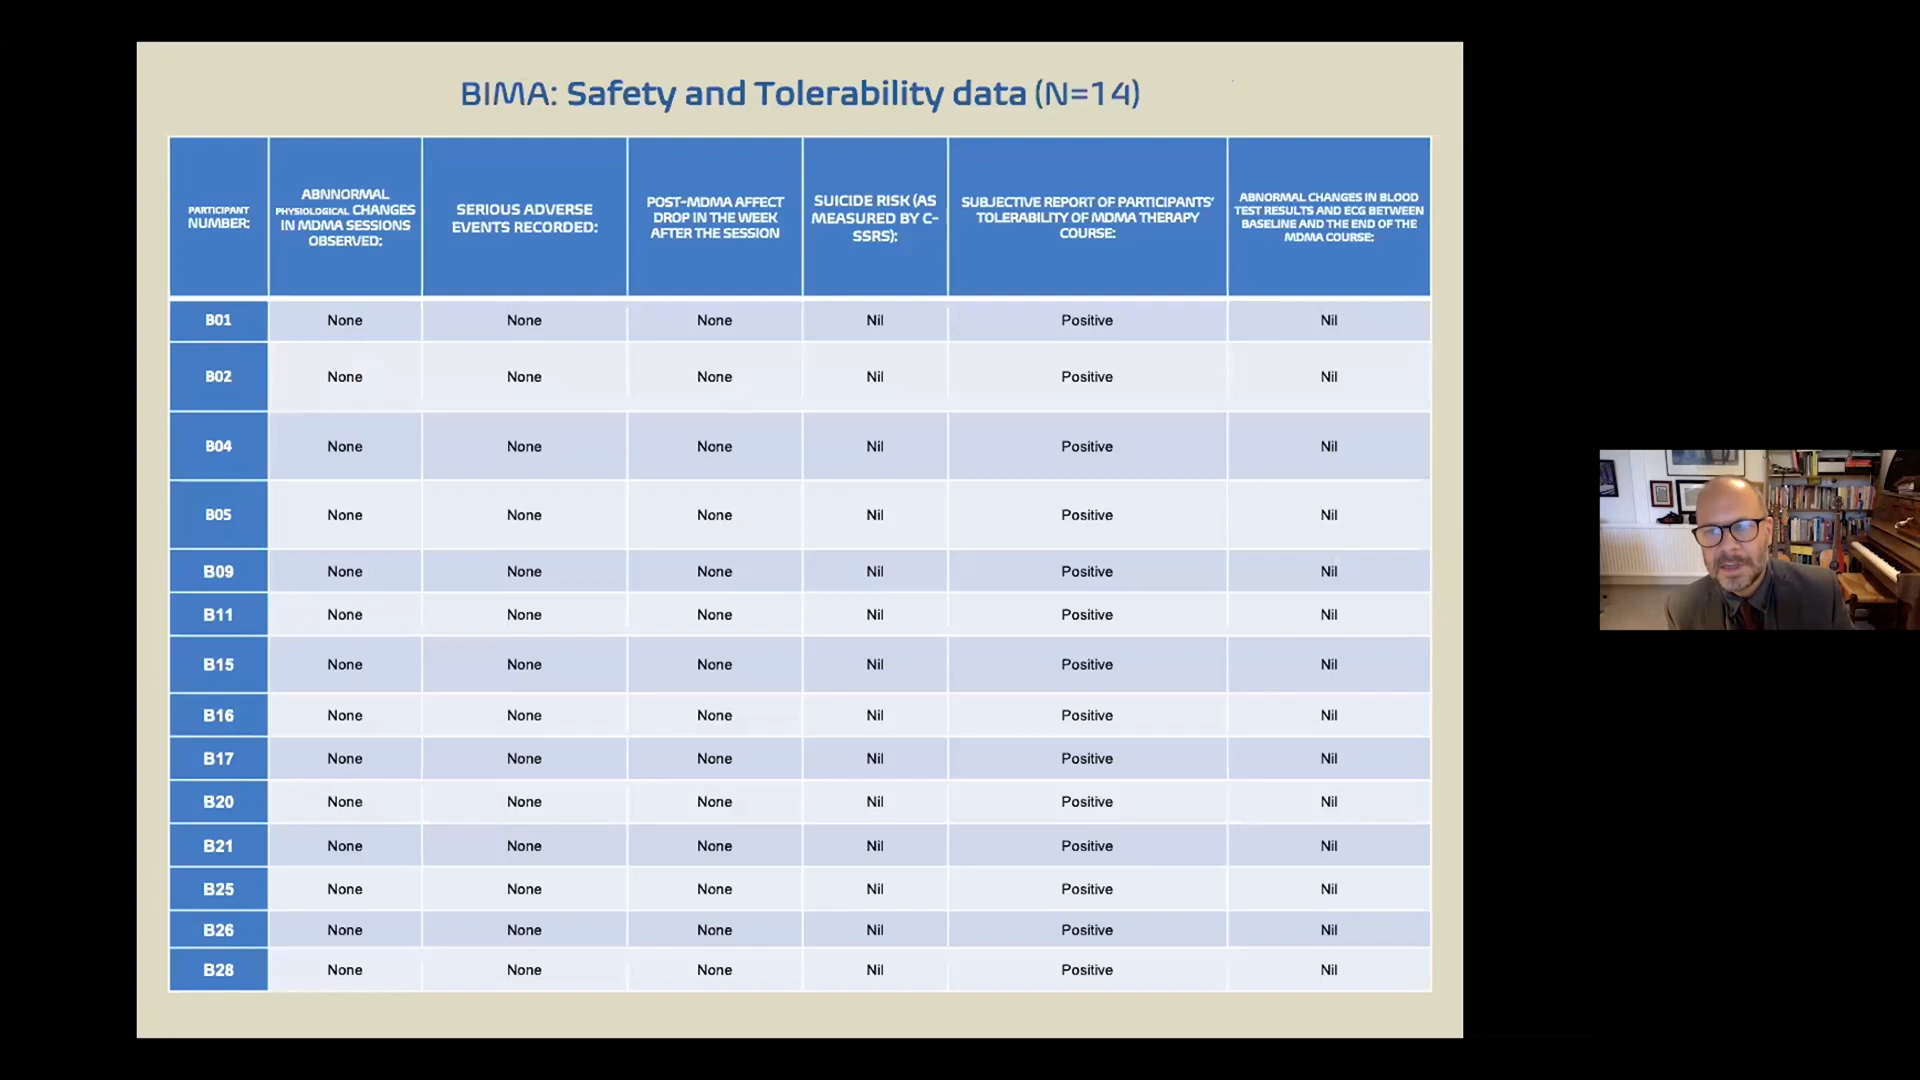 BIMA: Safety and Tolerability data (N=14)
PARTICIPANT
NUMBER:
ABNNORMAL
PHYSIOLOGICAL CHANGES
IN MDMA SESSIONS
OBSERVED:
SERIOUS ADVERSE
EVENTS RECORDED:
POST-MDMA AFFECT
DROP IN THE WEEK
AFTER THE SESSION
SUICIDE RISK (AS
MEASURED BY C-
SSRS):
SUBJECTIVE REPORT OF PARTICIPANTS'
TOLERABILITY OF MDMA THERAPY
COURSE:
ABNORMAL CHANGES IN BLOOD
TEST RESULTS AND ECG BETWEEN
BASELINE AND THE END OF THE
MDMA COURSE:
B01 None None None Nil Positive Nil
B02 None None None Nil Positive Nil
B04 None None None Nil Positive Nil
B05 None None None Nil Positive Nil
B09 None None None Nil Positive Nil
B11 None None None Nil Positive Nil
B15 None None None Nil Positive Nil
B16 None None None Nil Positive Nil
B17 None None None Nil Positive Nil
B20 None None None Nil Positive Nil
B21 None None None Nil Positive Nil
B25 None None None Nil Positive Nil
B26 None None None Nil Positive Nil
B28 None None None Nil Positive Nil